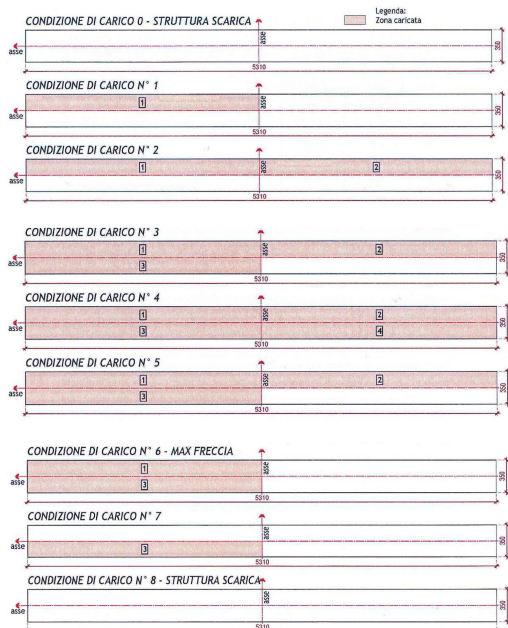 Legenda:
CONDIZIONE DI CARICO 0 - STRUTTURA SCARICA
Zona caricata
asse
asse
350
5310
CONDIZIONE DI CARICO N° 1
1
asse
asse
350
5310
CONDIZIONE DI CARICO N° 2
1
asse
2
asse
350
5310
CONDIZIONE DI CARICO N° 3
1
asse
2
asse
3
350
5310
CONDIZIONE DI CARICO N° 4
1
asse
2
asse
3
4
350
5310
CONDIZIONE DI CARICO N° 5
1
asse
2
asse
3
350
5310
CONDIZIONE DI CARICO N° 6 - MAX FRECCIA
1
asse
asse
3
350
5310
CONDIZIONE DI CARICO N° 7
asse
asse
3
350
5310
CONDIZIONE DI CARICO N° 8 - STRUTTURA SCARICA
asse
asse
350
5310